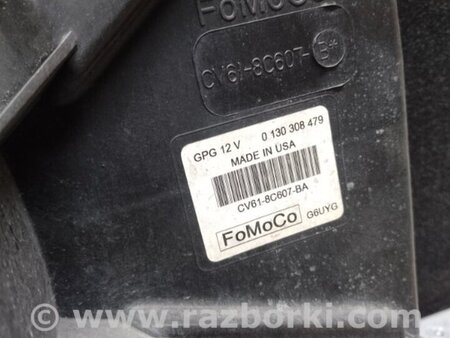 FoMoCo
CV61-8C607-B**
GPG 12 V 0 130 308 479
MADE IN USA
CV61-8C607-BA
FoMoCo G6UYG
www.razborki.com